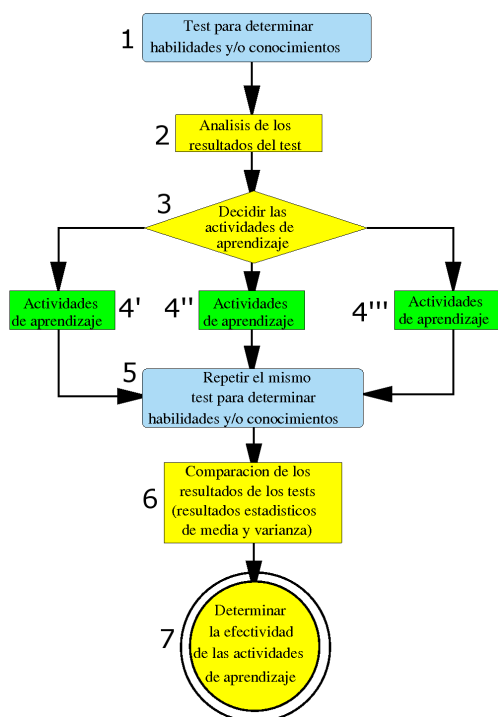 1
Test para determinar
habilidades y/o conocimientos
2
Analisis de los
resultados del test
3
Decidir las
actividades de
aprendizaje
Actividades
de aprendizaje
4'
4''
Actividades
de aprendizaje
4'''
Actividades
de aprendizaje
5
Repetir el mismo
test para determinar
habilidades y/o conocimientos
6
Comparacion de los
resultados de los tests
(resultados estadisticos
de media y varianza)
7
Determinar
la efectividad
de las actividades
de aprendizaje